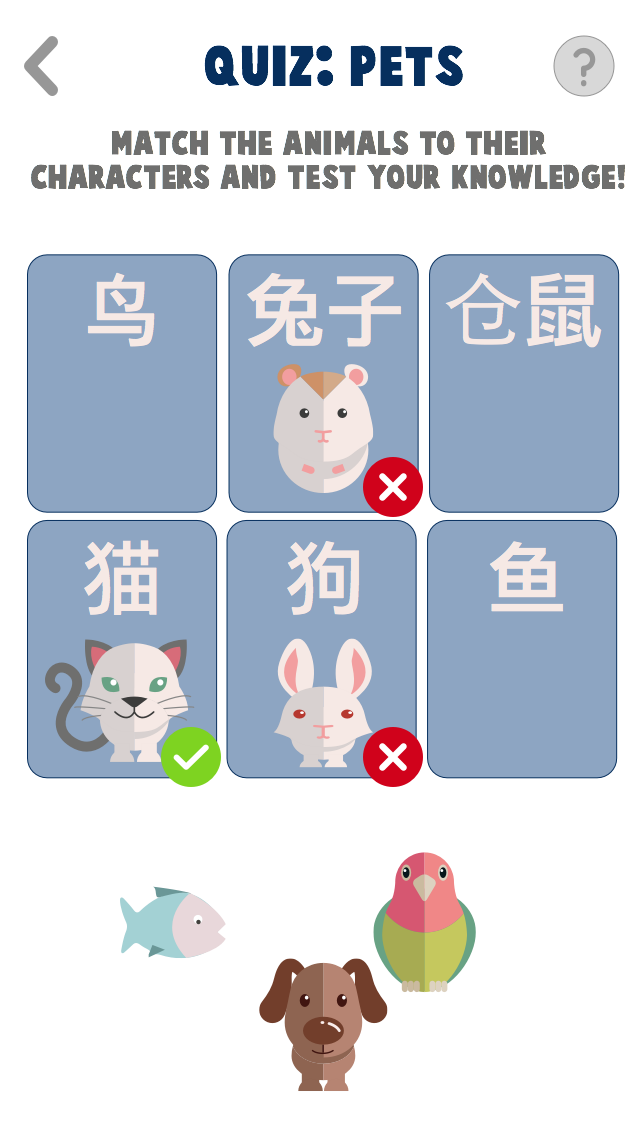 QUIZ: PETS
?
MATCH THE ANIMALS TO THEIR
CHARACTERS AND TEST YOUR KNOWLEDGE!
鸟 兔子 仓鼠
猫 狗 鱼